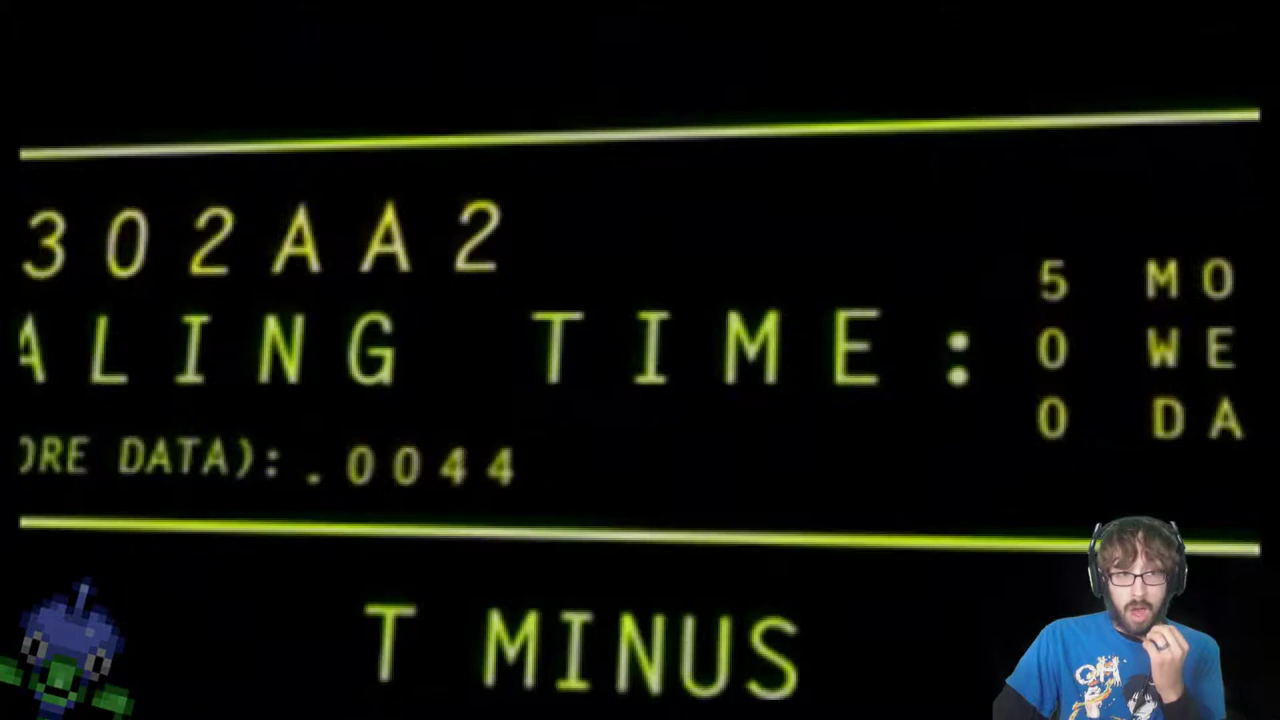 302AA2
ALING TIME:
5 MO
0 WE
0 DA
ORE DATA): .0044
T MINUS